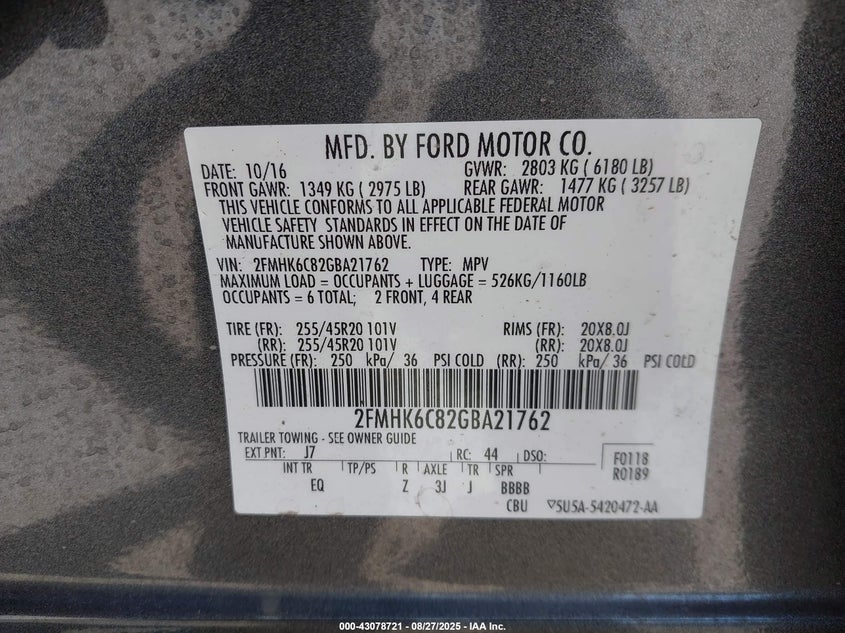 MFD. BY FORD MOTOR CO.
DATE: 10/16 GVWR: 2803 KG ( 6180 LB)
FRONT GAWR: 1349 KG ( 2975 LB) REAR GAWR: 1477 KG ( 3257 LB)
THIS VEHICLE CONFORMS TO ALL APPLICABLE FEDERAL MOTOR
VEHICLE SAFETY STANDARDS IN EFFECT ON THE DATE OF
MANUFACTURE SHOWN ABOVE.
VIN: 2FMHK6C82GBA21762 TYPE: MPV
MAXIMUM LOAD = OCCUPANTS + LUGGAGE = 526KG/1160LB
OCCUPANTS = 6 TOTAL; 2 FRONT, 4 REAR
TIRE (FR): 255/45R20 101V RIMS (FR): 20X8.0J
(RR): 255/45R20 101V (RR): 20X8.0J
PRESSURE (FR): 250 kPa/ 36 PSI COLD (RR): 250 kPa/ 36 PSI COLD
2FMHK6C82GBA21762
TRAILER TOWING - SEE OWNER GUIDE
EXT PNT: J7 RC: 44 DSO: F0118
INT TR TP/PS R AXLE TR SPR R0189
EQ Z 3J J BBBB
CBU ▽5U5A-5420472-AA
000-43078721 - 08/27/2025 - IAA Inc.